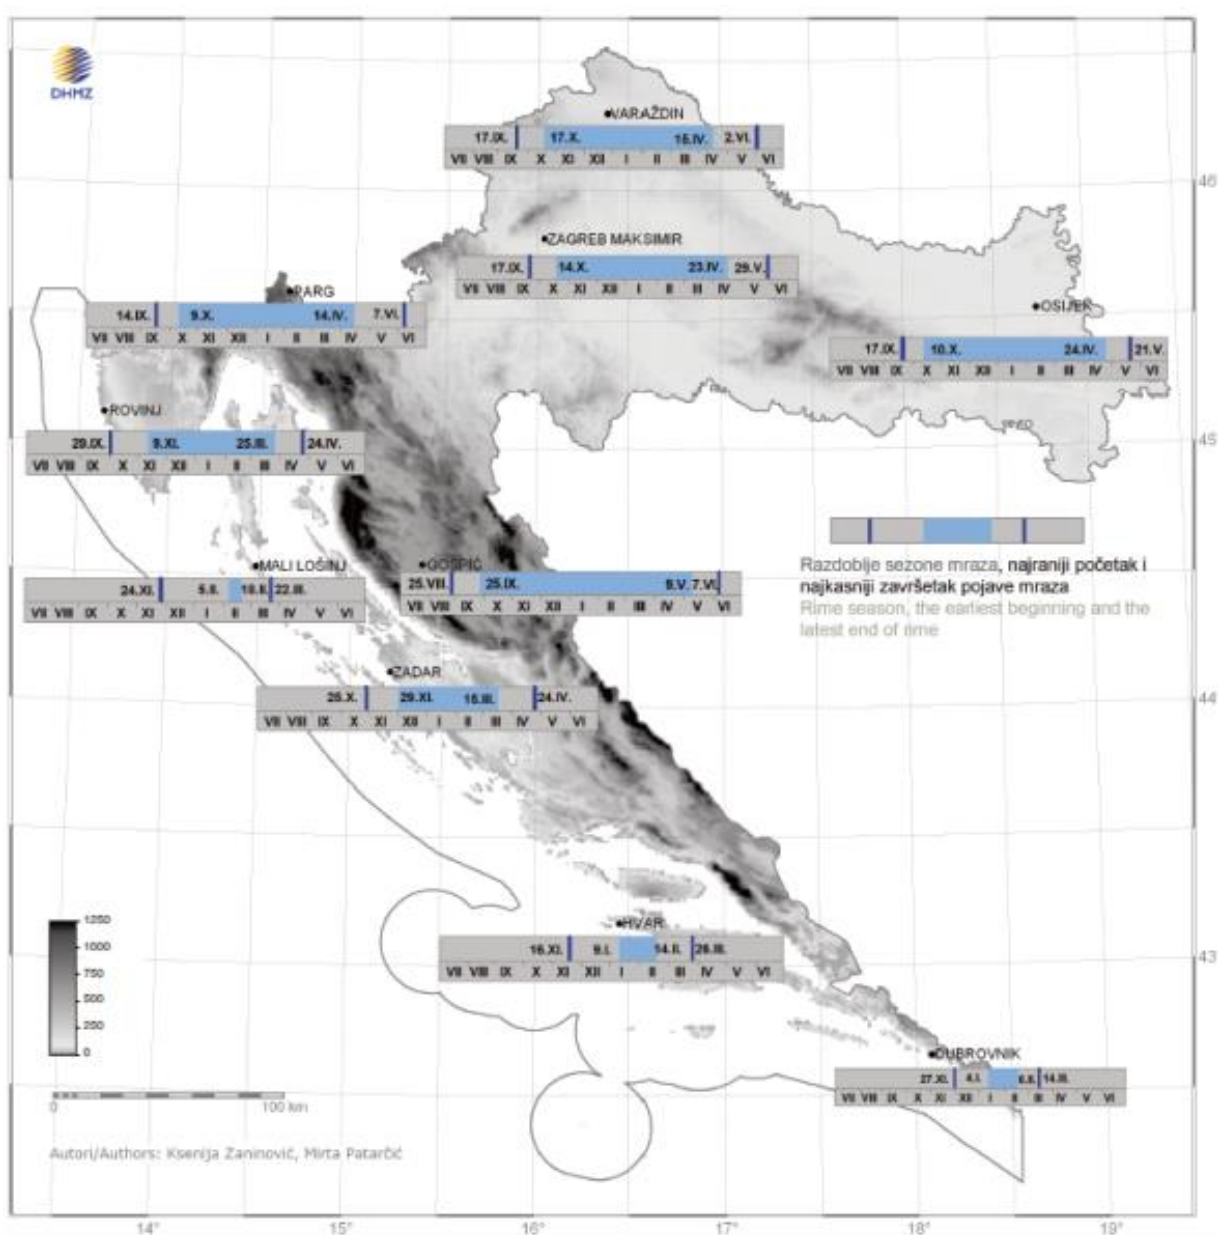 DHMZ
VARAŽDIN
17.IX. 17.X. 15.IV. 2.VI.
VII VIII IX X XI XII I II III IV V VI
46
ZAGREB MAKSIMIR
17.IX. 14.X. 23.IV. 29.V.
VII VIII IX X XI XII I II III IV V VI
PARG
14.IX. 9.X. 14.IV. 7.VI.
VII VIII IX X XI XII I II III IV V VI
OSIJEK
17.IX. 10.X. 24.IV. 21.V.
VII VIII IX X XI XII I II III IV V VI
ROVINJ
29.IX. 9.XI. 25.III. 24.IV.
VII VIII IX X XI XII I II III IV V VI
45
MALI LOŠINJ
24.XI. 5.II. 22.III.
VII VIII IX X XI XII I II III IV V VI
GOSPIĆ
25.VIII. 25.IX. 7.VI.
VII VIII IX X XI XII I II III IV V VI
Razdoblje sezone mraza, najraniji početak i
najkasniji završetak pojave mraza
Rime season, the earliest beginning and the
latest end of rime
ZADAR
29.XI. 15.III. 24.IV.
VII VIII IX X XI XII I II III IV V VI
44
HVAR
16.XI. 9.I. 14.II. 26.III.
VII VIII IX X XI XII I II III IV V VI
43
1250
1000
750
500
250
0
DUBROVNIK
27.XI. 4.I. 6.II. 14.III.
VII VIII IX X XI XII I II III IV V VI
0 100 km
Autori/Authors: Ksenija Zaninović, Mirta Patarčić
14° 15° 16° 17° 18° 19°